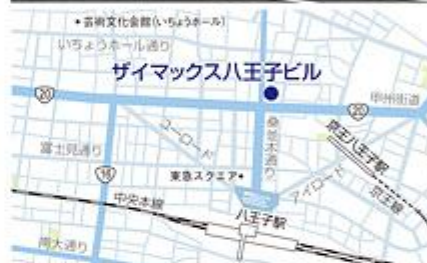 •芸術文化会館(いちょうホール)
いちょうホール通り
ザイマックス八王子ビル
20
20
甲州街道
ユーロード
桑並木通り
京王八王子駅
富士見通り
16
東急スクエア•
アイロード
京王線
中央本線
八王子駅
南大通り